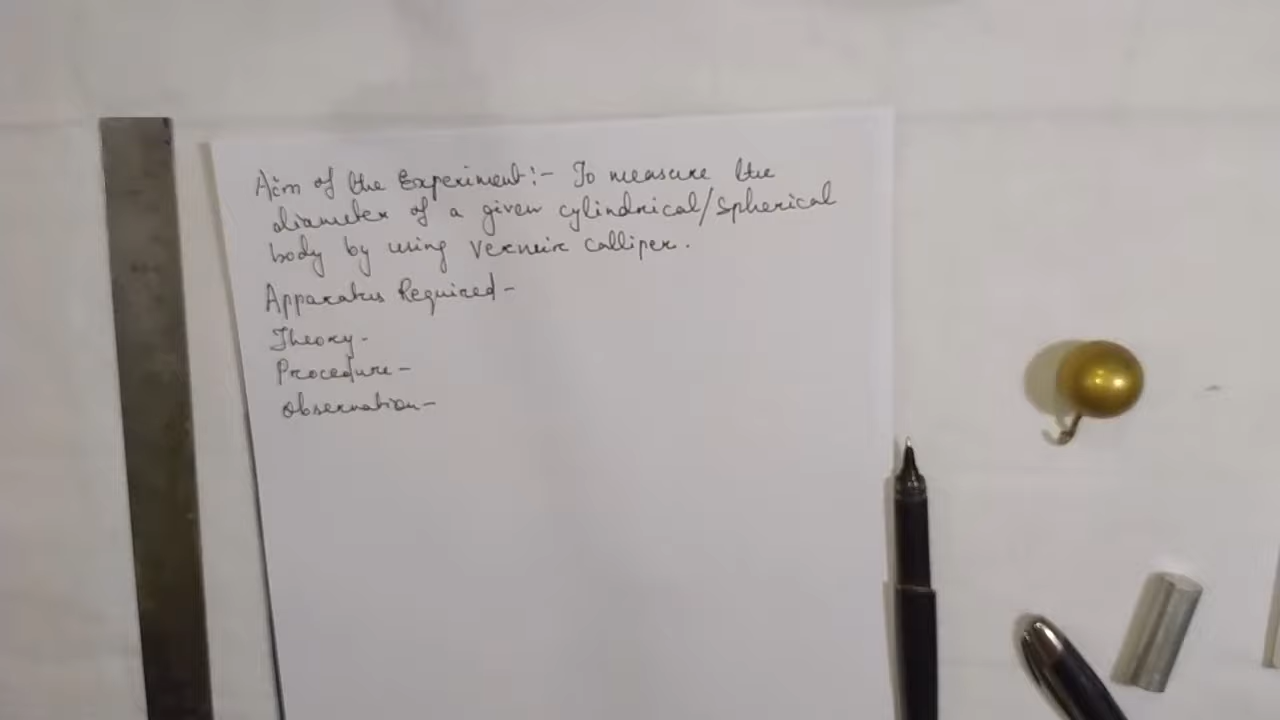 Aim of the Experiment:- To measure the
diameter of a given cylindrical/spherical
body by using Vernier calliper.
Apparatus Required-
Theory-
Procedure-
Observation-